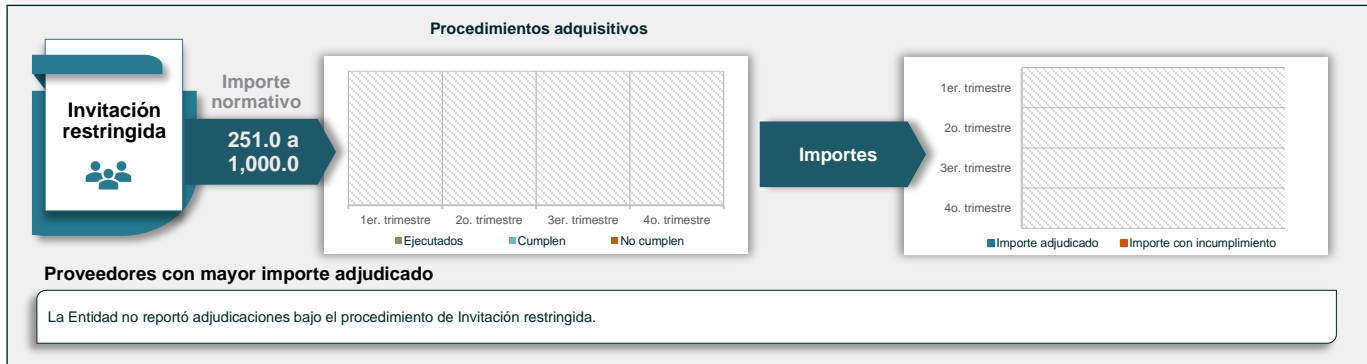 Procedimientos adquisitivos
Invitación
restringida
Importe
normativo
251.0 a
1,000.0
1er. trimestre
2o. trimestre
3er. trimestre
4o. trimestre
Ejecutados
Cumplen
No cumplen
Importes
1er. trimestre
2o. trimestre
3er. trimestre
4o. trimestre
Importe adjudicado
Importe con incumplimiento
Proveedores con mayor importe adjudicado
La Entidad no reportó adjudicaciones bajo el procedimiento de Invitación restringida.